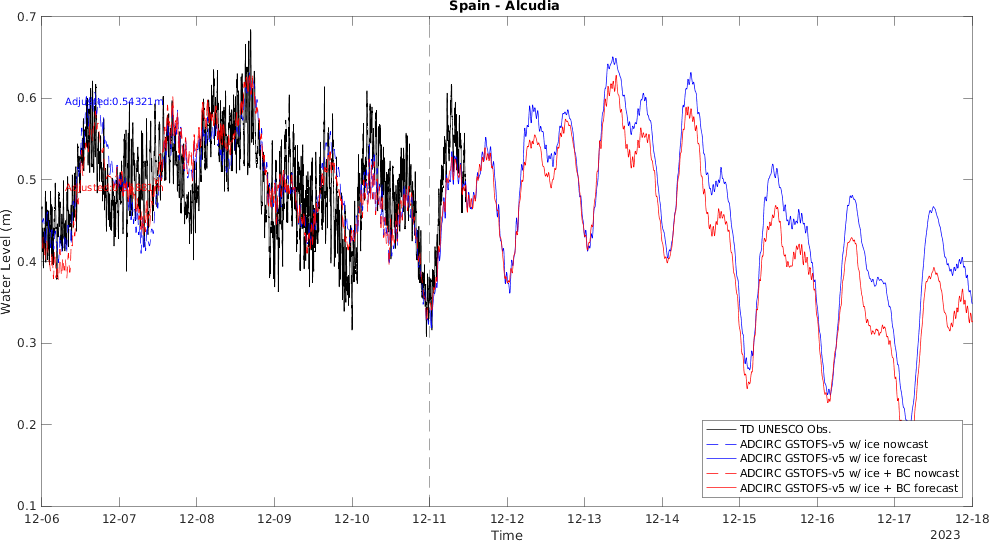 Spain - Alcudia
0.7
0.6
0.5
0.4
0.3
0.2
0.1
Water Level (m)
Adjusted:0.54321m
TD UNESCO Obs.
ADCIRC GSTOFS-v5 w/ ice nowcast
ADCIRC GSTOFS-v5 w/ ice forecast
ADCIRC GSTOFS-v5 w/ ice + BC nowcast
ADCIRC GSTOFS-v5 w/ ice + BC forecast
12-06 12-07 12-08 12-09 12-10 12-11 12-12 12-13 12-14 12-15 12-16 12-17 12-18
Time
2023